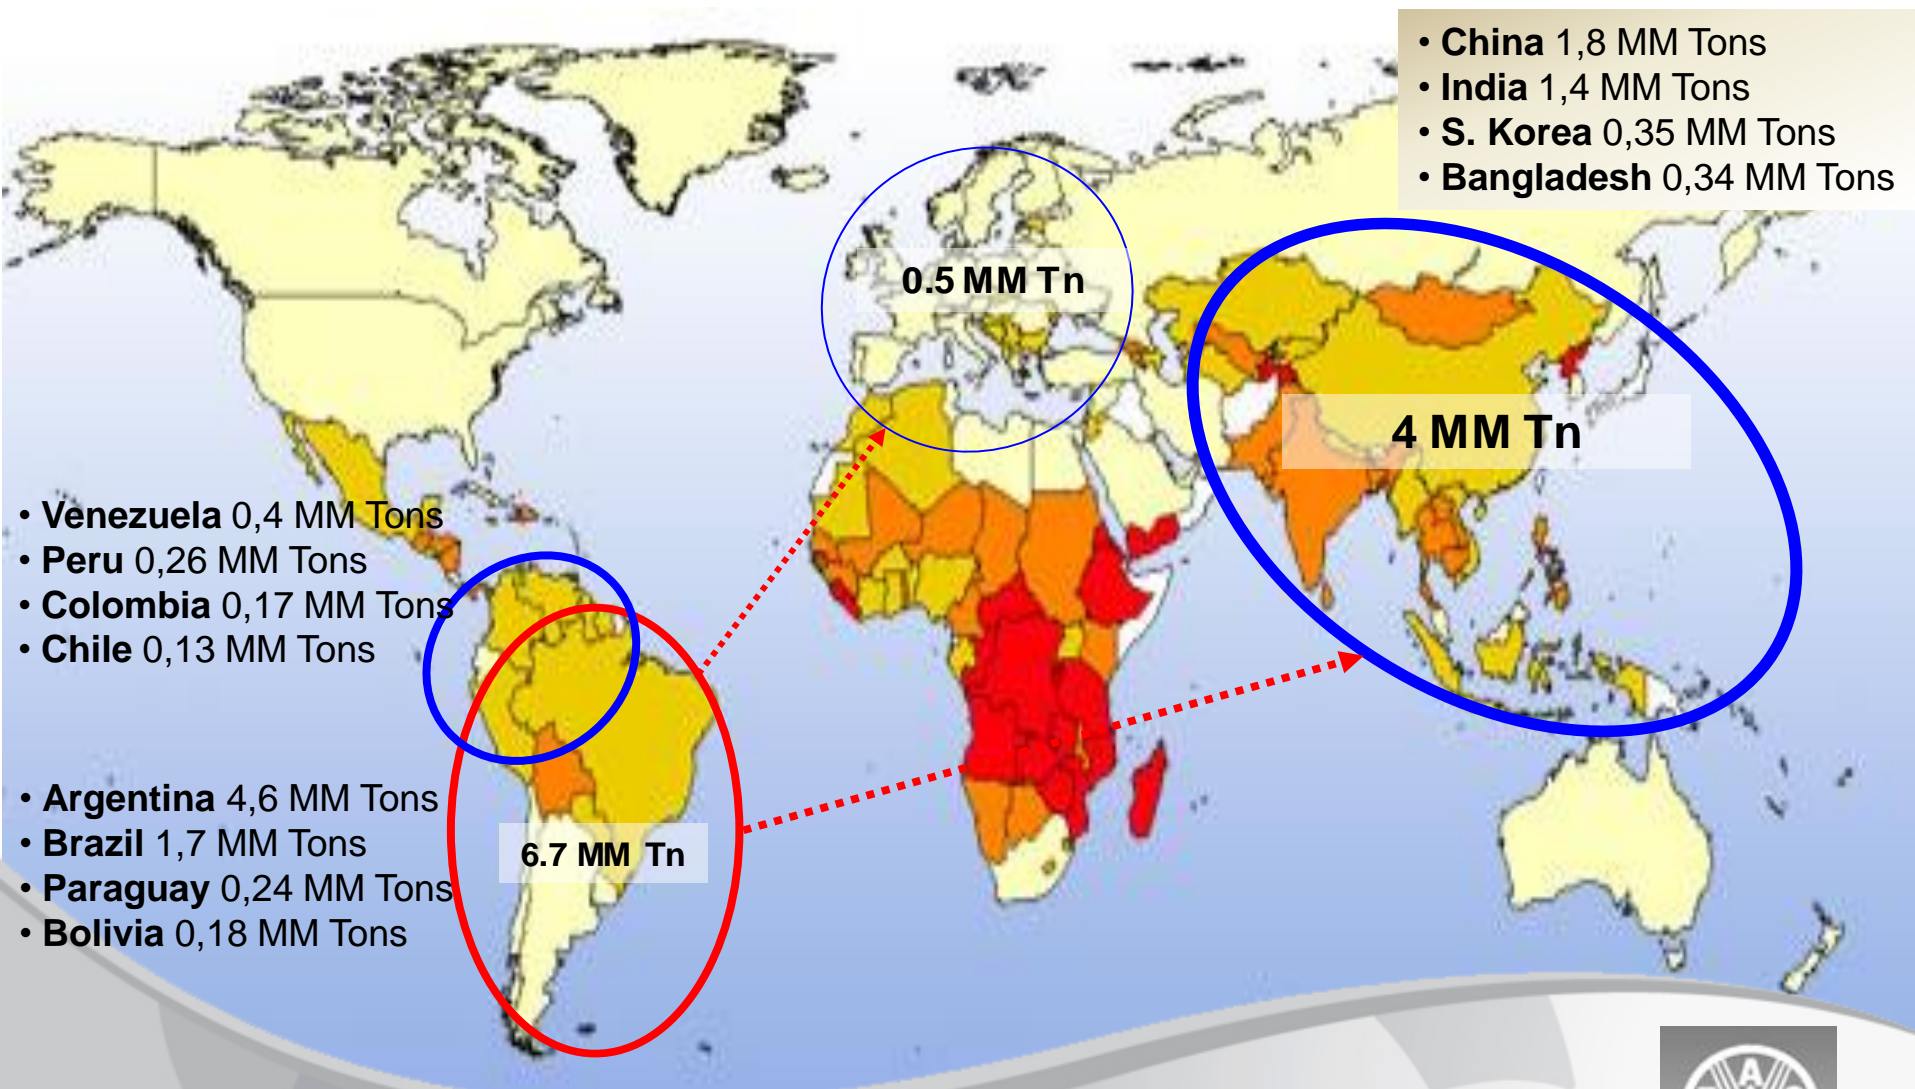 • China 1,8 MM Tons
• India 1,4 MM Tons
• S. Korea 0,35 MM Tons
• Bangladesh 0,34 MM Tons
0.5 MM Tn
4 MM Tn
• Venezuela 0,4 MM Tons
• Peru 0,26 MM Tons
• Colombia 0,17 MM Tons
• Chile 0,13 MM Tons
• Argentina 4,6 MM Tons
• Brazil 1,7 MM Tons
• Paraguay 0,24 MM Tons
• Bolivia 0,18 MM Tons
6.7 MM Tn
A